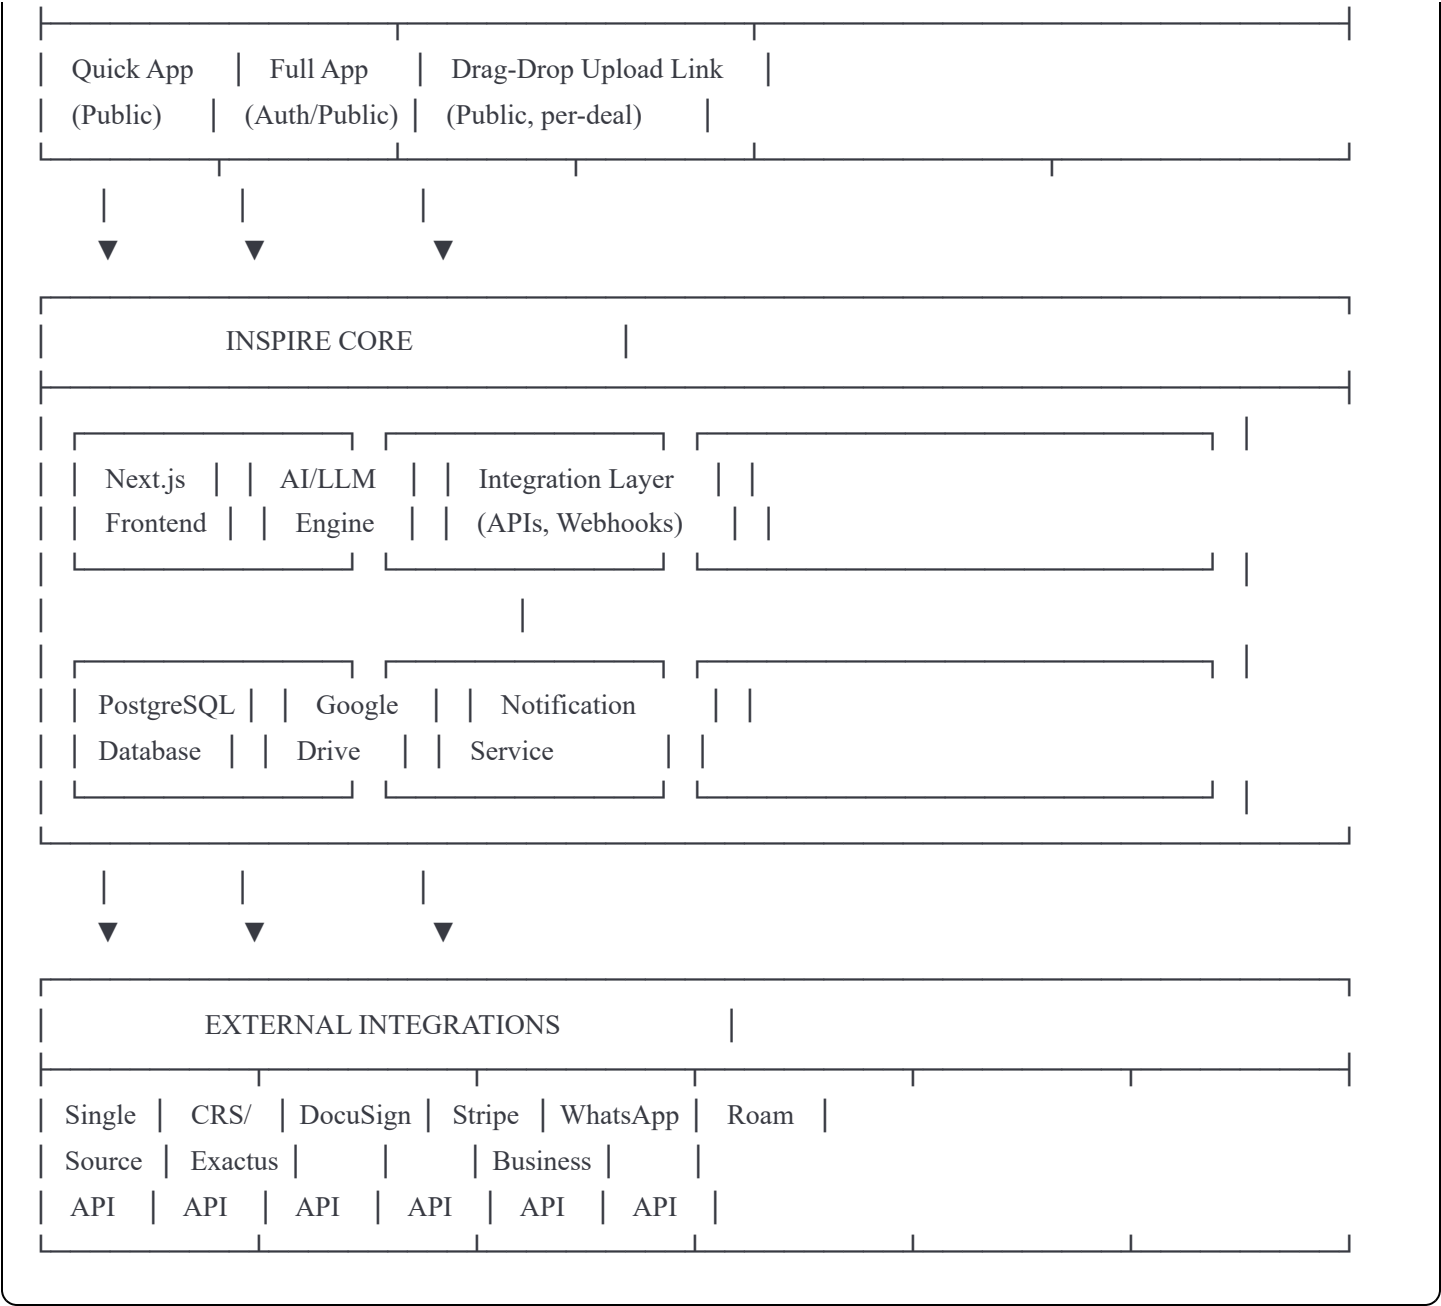 Quick App | Full App | Drag-Drop Upload Link |
(Public) | (Auth/Public) | (Public, per-deal) |
INSPIRE CORE
Next.js | | AI/LLM | | Integration Layer | |
Frontend | | Engine | | (APIs, Webhooks) | |
PostgreSQL | | Google | | Notification | |
Database | | Drive | | Service | |
EXTERNAL INTEGRATIONS
Single | CRS/ | DocuSign | Stripe | WhatsApp | Roam |
Source | Exactus | | | Business | |
API | API | API | API | API | API |